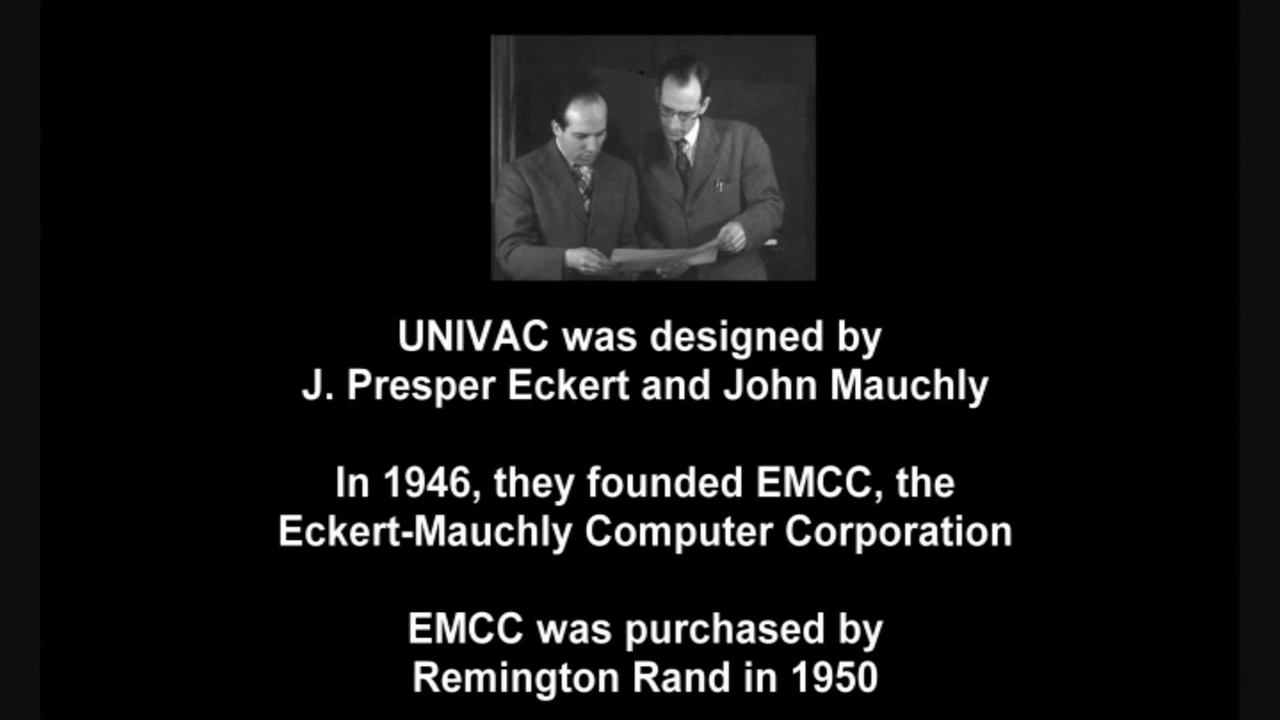 UNIVAC was designed by
J. Presper Eckert and John Mauchly
In 1946, they founded EMCC, the
Eckert-Mauchly Computer Corporation
EMCC was purchased by
Remington Rand in 1950